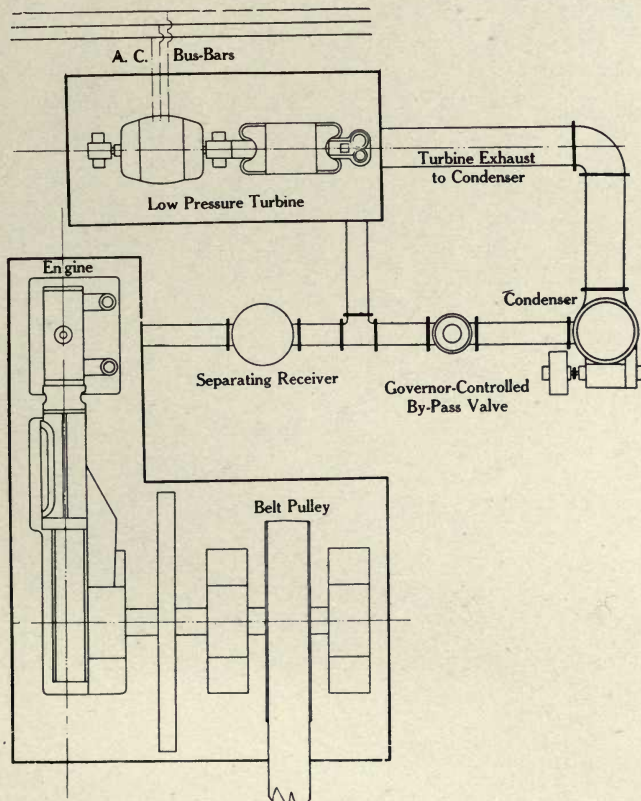 A. C. Bus-Bars
Low Pressure Turbine
Turbine Exhaust
to Condenser
Engine
Condenser
Separating Receiver
Governor-Controlled
By-Pass Valve
Belt Pulley